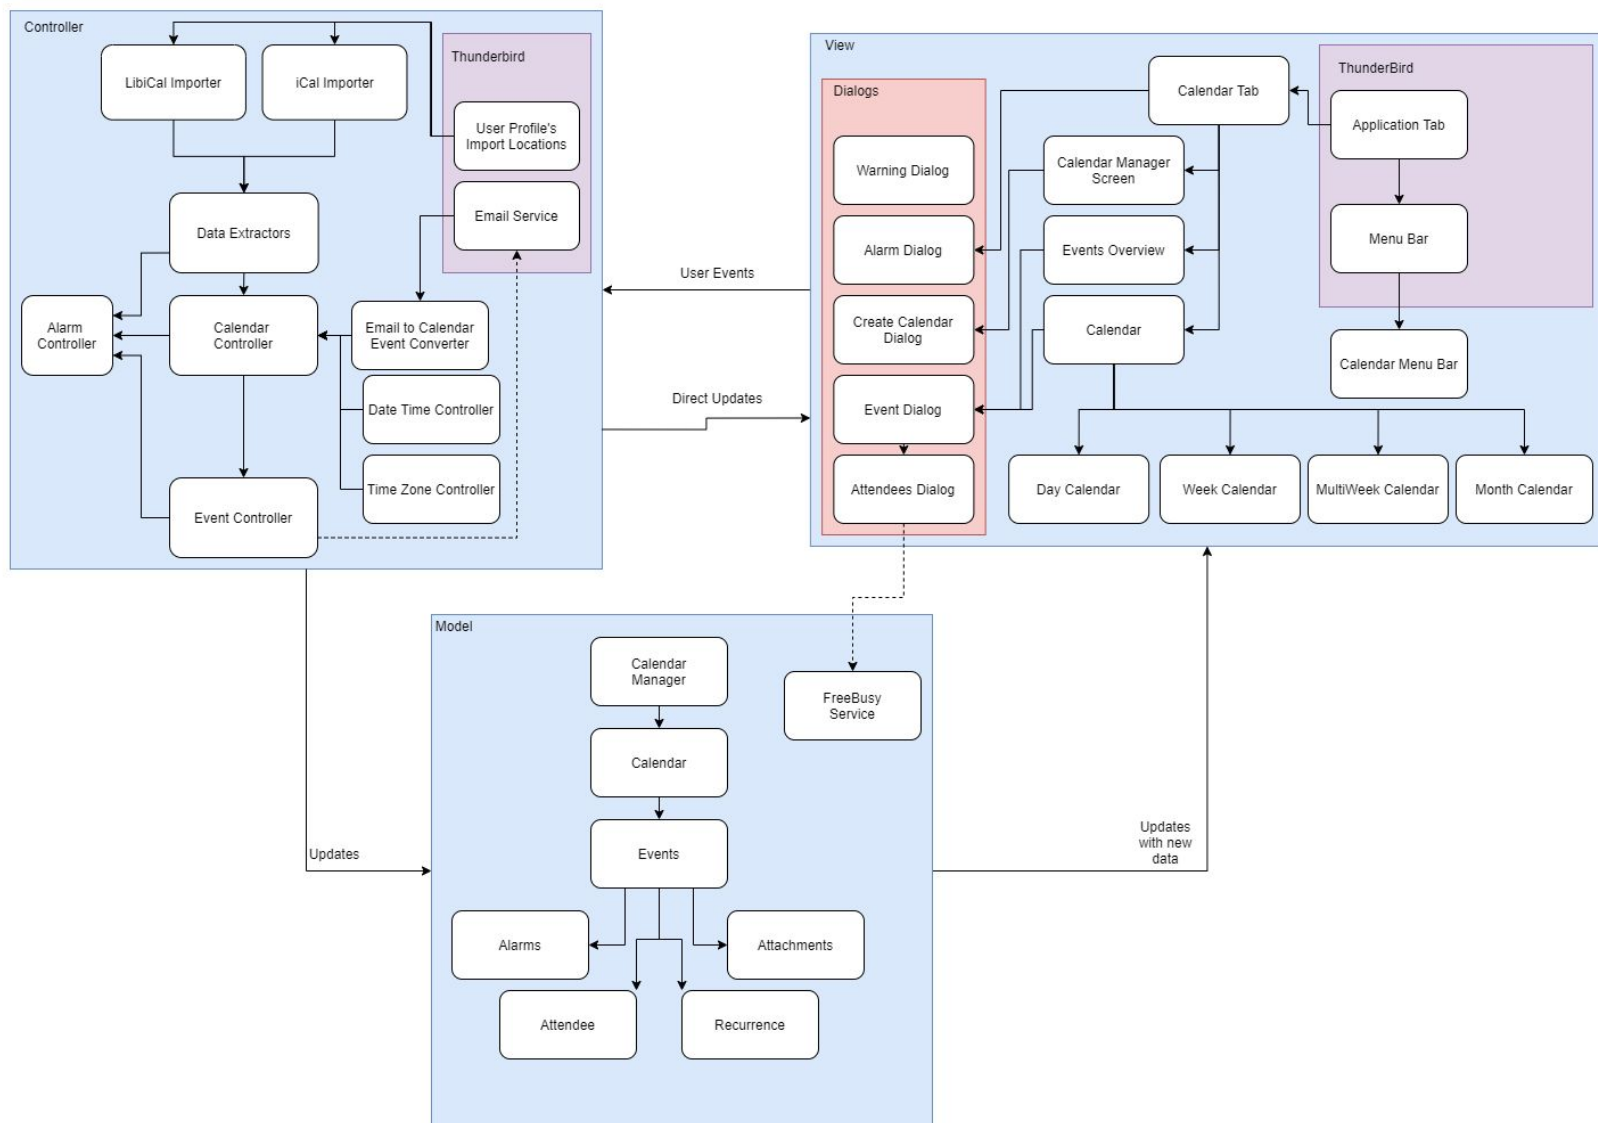 Controller
LibiCal Importer
iCal Importer
Thunderbird
User Profile's
Import Locations
Email Service
Data Extractors
Alarm
Controller
Calendar
Controller
Email to Calendar
Event Converter
Date Time Controller
Time Zone Controller
Event Controller
User Events
Direct Updates
View
Dialogs
Warning Dialog
Alarm Dialog
Create Calendar
Dialog
Event Dialog
Attendees Dialog
Calendar Tab
Calendar Manager
Screen
Events Overview
Calendar
ThunderBird
Application Tab
Menu Bar
Calendar Menu Bar
Day Calendar
Week Calendar
MultiWeek Calendar
Month Calendar
Updates
Model
Calendar
Manager
FreeBusy
Service
Calendar
Events
Alarms
Attachments
Attendee
Recurrence
Updates
with new
data